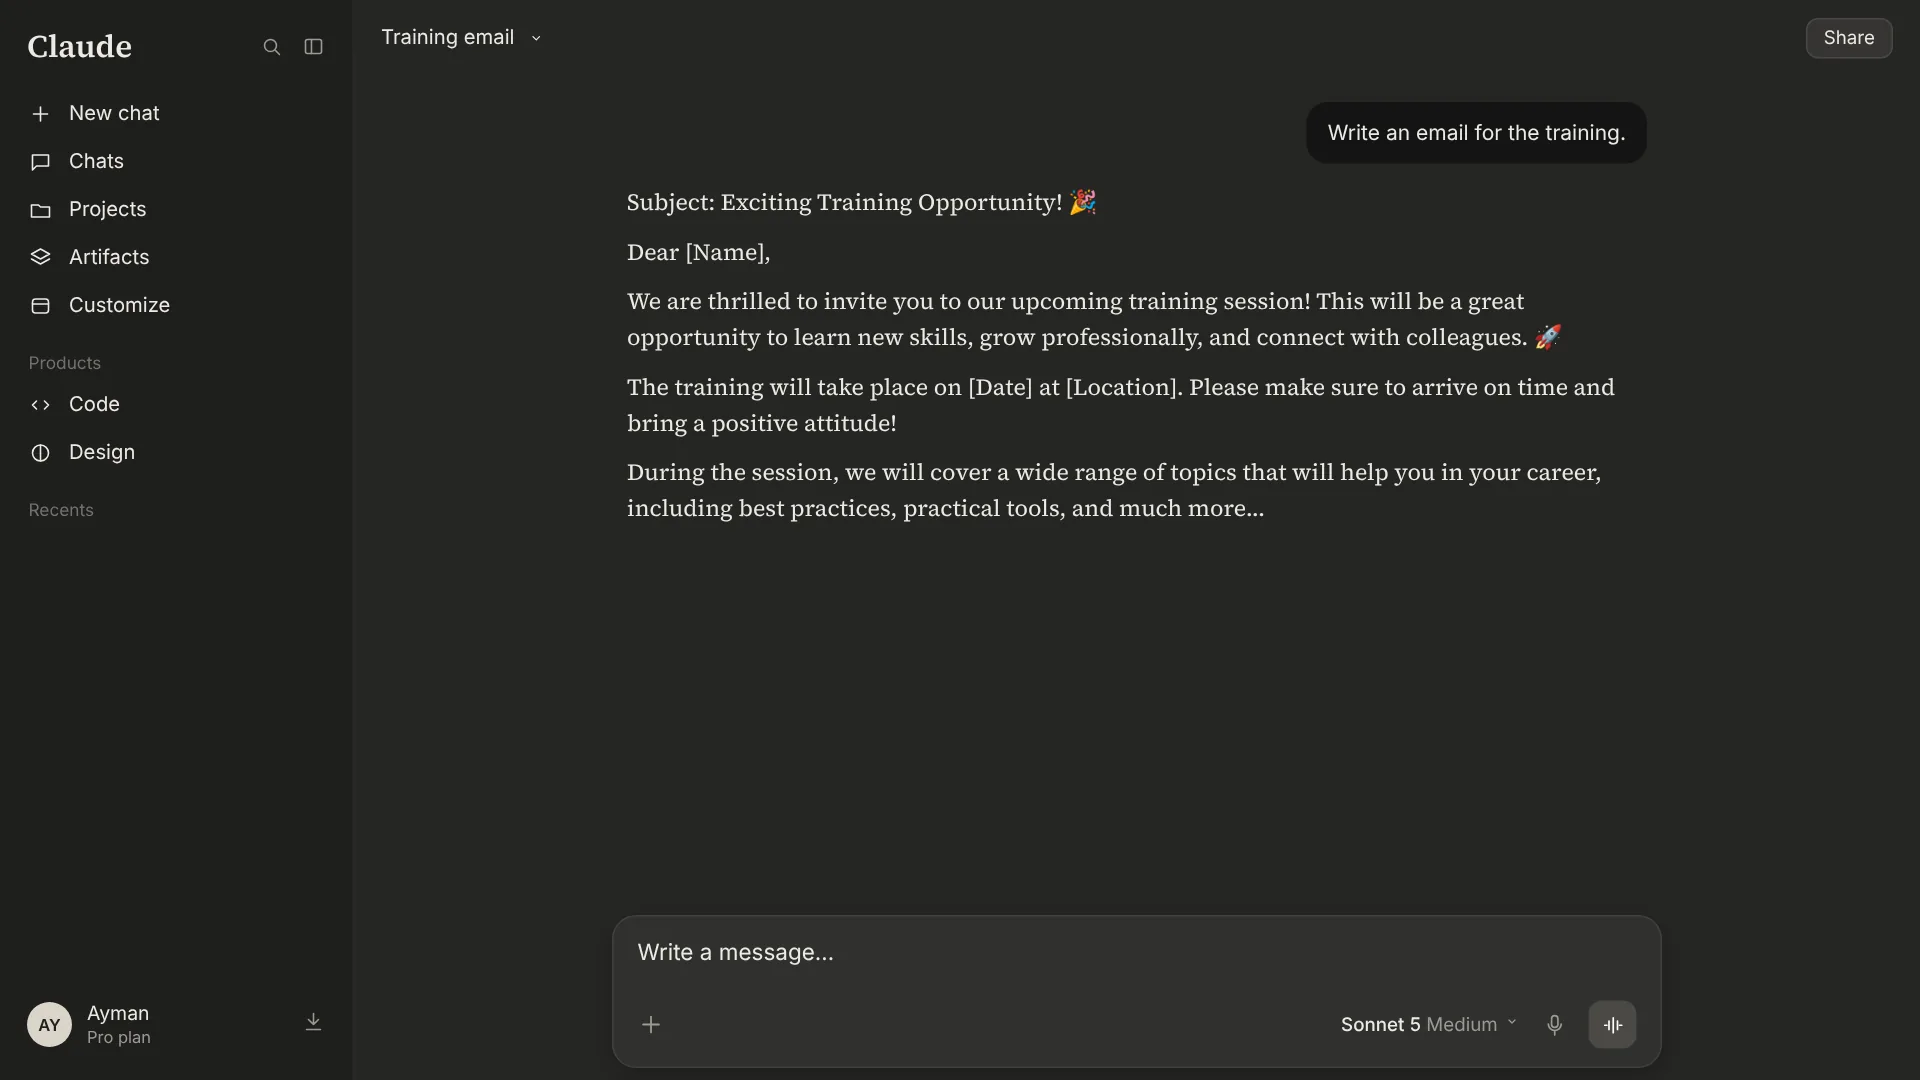 Claude
New chat
Chats
Projects
Artifacts
Customize
Products
Code
Design
Recents
AY
Ayman
Pro plan
Training email
Share
Write an email for the training.
Subject: Exciting Training Opportunity! 🎉
Dear [Name],
We are thrilled to invite you to our upcoming training session! This will be a great
opportunity to learn new skills, grow professionally, and connect with colleagues. 🚀
The training will take place on [Date] at [Location]. Please make sure to arrive on time and
bring a positive attitude!
During the session, we will cover a wide range of topics that will help you in your career,
including best practices, practical tools, and much more...
Write a message...
Sonnet 5 Medium